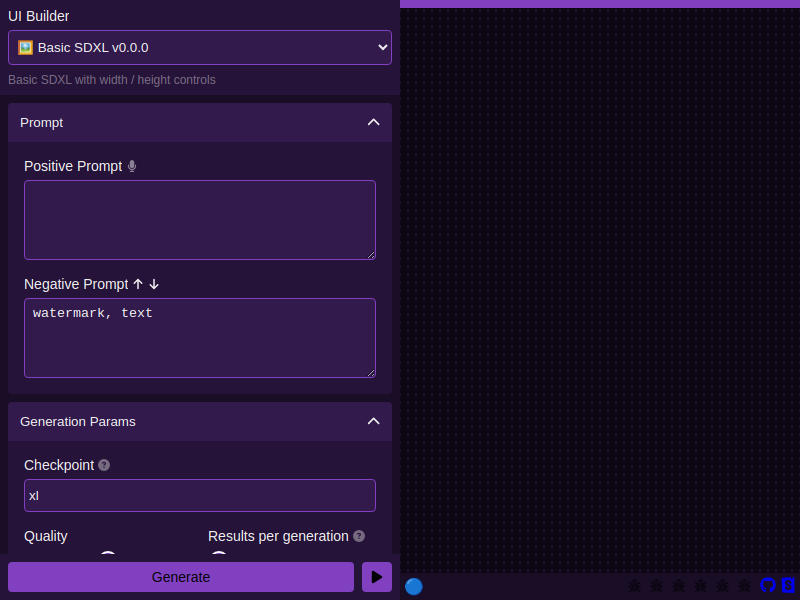 UI Builder
🖼️ Basic SDXL v0.0.0
Basic SDXL with width / height controls
Prompt
Positive Prompt
Negative Prompt
watermark, text
Generation Params
Checkpoint
xl
Quality Results per generation
Generate